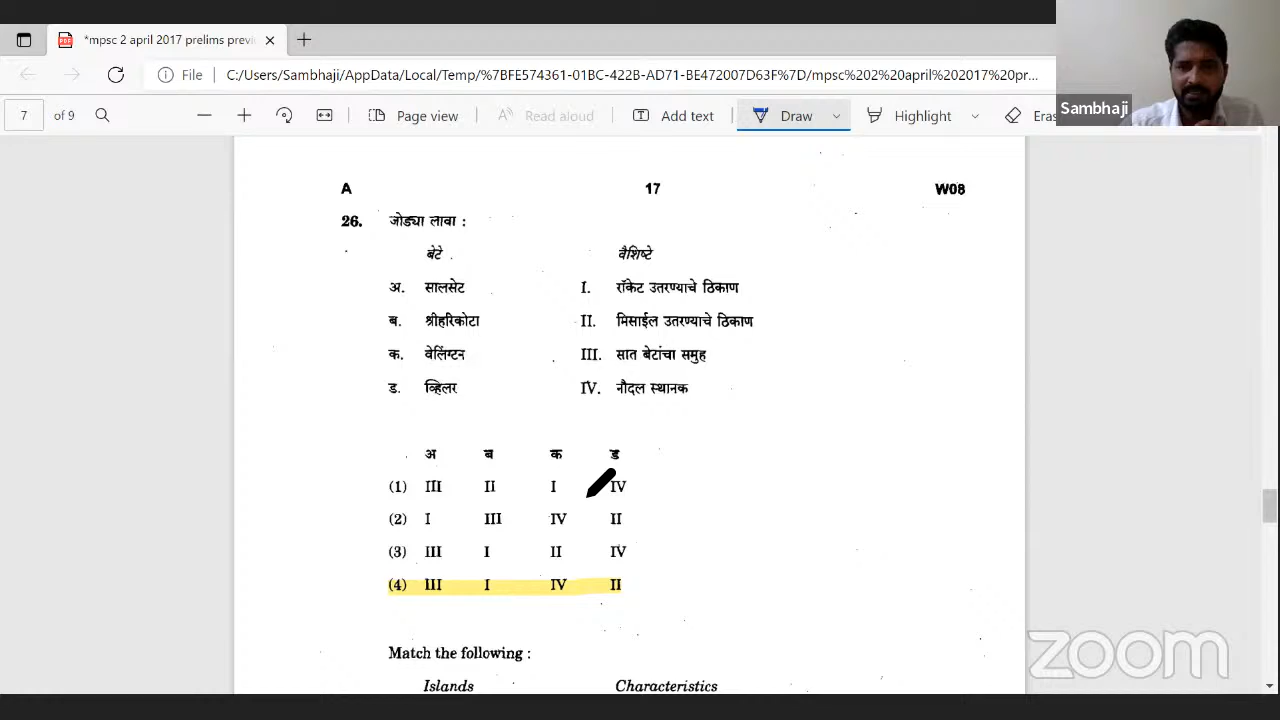 *mpsc 2 april 2017 prelims previ
File C:/Users/Sambhaji/AppData/Local/Temp/%7BFE574361-01BC-422B-AD71-BE472007D63F%7D/mpsc%202%20april%202017%20pr...
7 of 9 Page view Read aloud Add text Draw Highlight Eras
Sambhaji
A 17 W08
26. जोड्या लावा :
बेटे वैशिष्टे
अ. सालसेट I. रॉकेट उतरण्याचे ठिकाण
ब. श्रीहरिकोटा II. मिसाईल उतरण्याचे ठिकाण
क. वेलिंग्टन III. सात बेटांचा समुह
ड. व्हिलर IV. नौदल स्थानक
अ ब क ड
(1) III II I IV
(2) I III IV II
(3) III I II IV
(4) III I IV II
Match the following :
Islands Characteristics
zoom